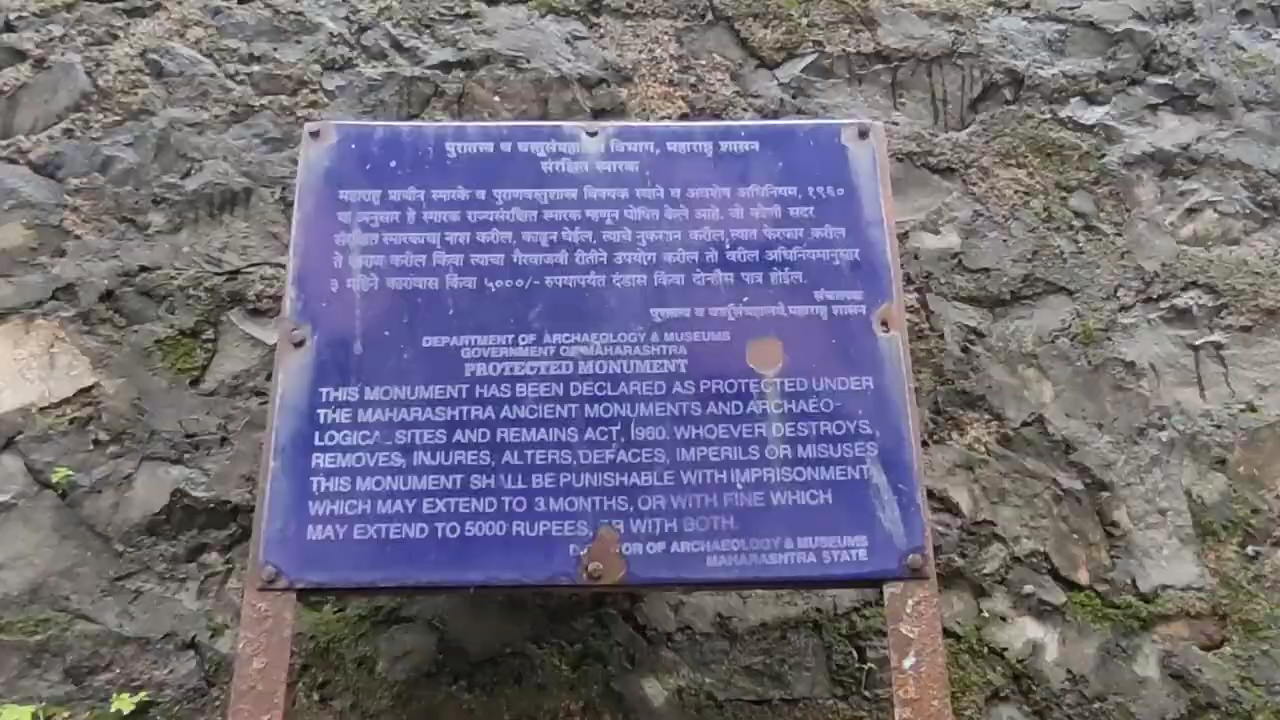 पुरातत्त्व व वस्तुसंग्रहालये विभाग, महाराष्ट्र शासन
संरक्षित स्मारक
महाराष्ट्र प्राचीन स्मारके व पुराणवस्तुशास्त्र विषयक स्थाने व अवशेष अधिनियम, १९६०
या अनुसार हे स्मारक राज्यसंरक्षित स्मारक म्हणून घोषित केले आहे. जो कोणी सदर
संरक्षित स्मारकाचा नाश करील, काढून घेईल, त्याचे नुकसान करील, त्यात फेरफार करील
ते खराब करील किंवा त्याचा गैरवाजवी रीतीने उपयोग करील तो वरील अधिनियमानुसार
३ महिने कारावास किंवा ५०००/- रुपयापर्यंत दंडास किंवा दोन्हीस पात्र होईल.
संचालक
पुरातत्त्व व वस्तुसंग्रहालये, महाराष्ट्र शासन
DEPARTMENT OF ARCHAEOLOGY & MUSEUMS
GOVERNMENT OF MAHARASHTRA
PROTECTED MONUMENT
THIS MONUMENT HAS BEEN DECLARED AS PROTECTED UNDER
THE MAHARASHTRA ANCIENT MONUMENTS AND ARCHAEO-
LOGICAL SITES AND REMAINS ACT, 1960. WHOEVER DESTROYS,
REMOVES, INJURES, ALTERS, DEFACES, IMPERILS OR MISUSES
THIS MONUMENT SHALL BE PUNISHABLE WITH IMPRISONMENT
WHICH MAY EXTEND TO 3 MONTHS, OR WITH FINE WHICH
MAY EXTEND TO 5000 RUPEES, OR WITH BOTH.
DIRECTOR OF ARCHAEOLOGY & MUSEUMS
MAHARASHTRA STATE